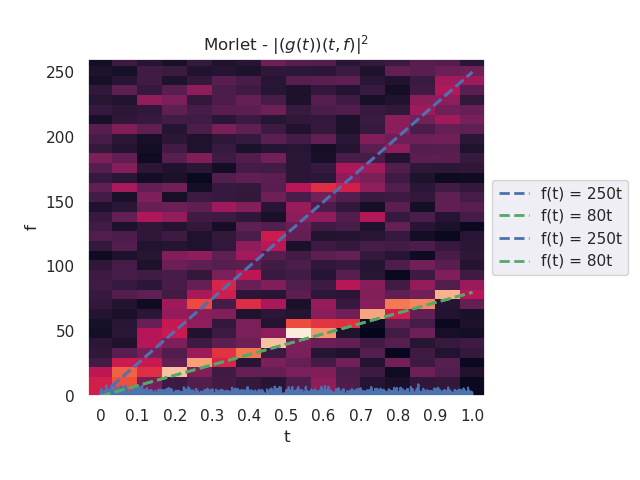 Morlet - |(g(t))(t, f)|²
250
200
150
100
50
0
f
0 0.1 0.2 0.3 0.4 0.5 0.6 0.7 0.8 0.9 1.0
t
f(t) = 250t
f(t) = 80t
f(t) = 250t
f(t) = 80t